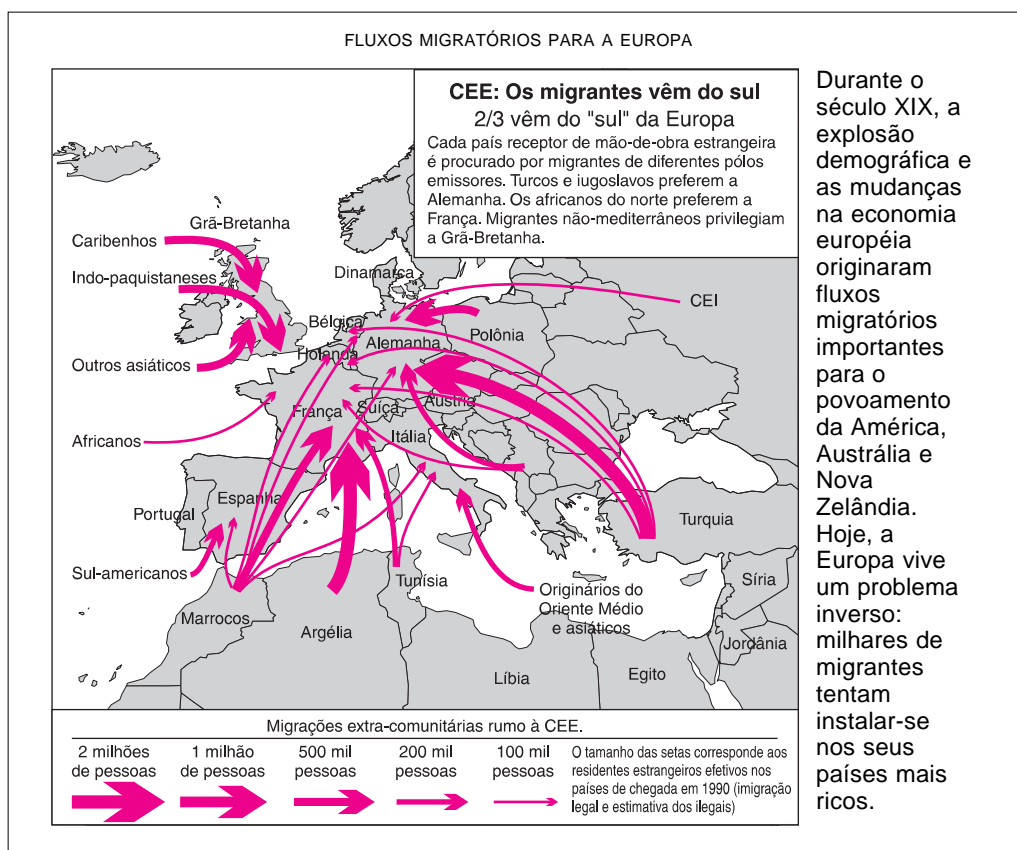 FLUXOS MIGRATÓRIOS PARA A EUROPA
CEE: Os migrantes vêm do sul
2/3 vêm do "sul" da Europa
Cada país receptor de mão-de-obra estrangeira
é procurado por migrantes de diferentes pólos
emissores. Turcos e iugoslavos preferem a
Alemanha. Os africanos do norte preferem a
França. Migrantes não-mediterrâneos privilegiam
a Grã-Bretanha.
Grã-Bretanha
Caribenhos
Indo-paquistaneses
Dinamarca
CEI
Bélgica
Polônia
Holanda
Alemanha
Outros asiáticos
Áustria
Suíça
França
Africanos
Itália
Espanha
Portugal
Turquia
Sul-americanos
Tunísia
Síria
Originários do
Oriente Médio
e asiáticos
Marrocos
Argélia
Jordânia
Líbia
Egito
Migrações extra-comunitárias rumo à CEE.
2 milhões
de pessoas
1 milhão
de pessoas
500 mil
pessoas
200 mil
pessoas
100 mil
pessoas
O tamanho das setas corresponde aos
residentes estrangeiros efetivos nos
países de chegada em 1990 (imigração
legal e estimativa dos ilegais)
Durante o
século XIX, a
explosão
demográfica e
as mudanças
na economia
européia
originaram
fluxos
migratórios
importantes
para o
povoamento
da América,
Austrália e
Nova
Zelândia.
Hoje, a
Europa vive
um problema
inverso:
milhares de
migrantes
tentam
instalar-se
nos seus
países mais
ricos.